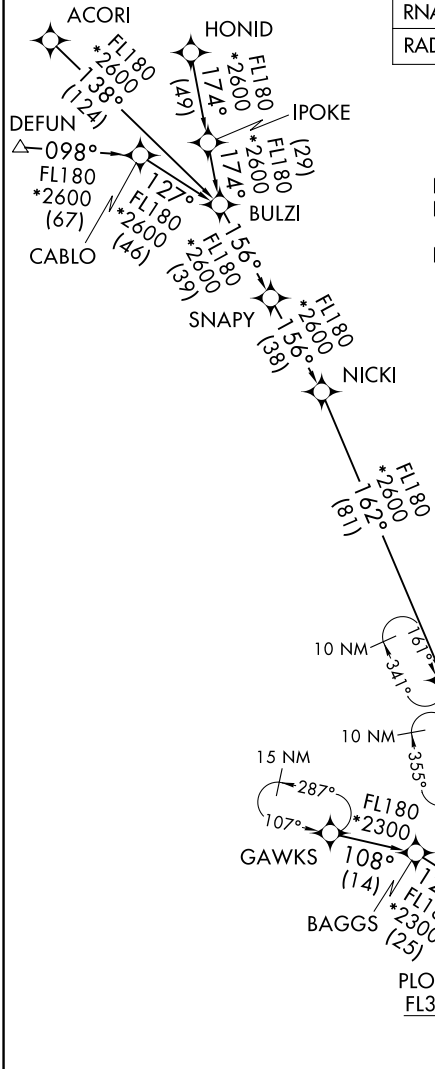 ACORI
HONID
RNA
RAD
FL180
*2600
138°
(124)
FL180
*2600
174°
(49)
IPOKE
DEFUN
098°
FL180
*2600
(67)
CABLO
127°
FL180
*2600
(46)
FL180
*2600
174°
(29)
BULZI
156°
FL180
*2600
(39)
SNAPY
FL180
*2600
156°
(38)
NICKI
FL180
*2600
162°
(81)
10 NM
161°
341°
10 NM
355°
15 NM
287°
107°
GAWKS
FL180
*2300
108°
(14)
BAGGS
12
FL18
*2300
(25)
PLO
FL3